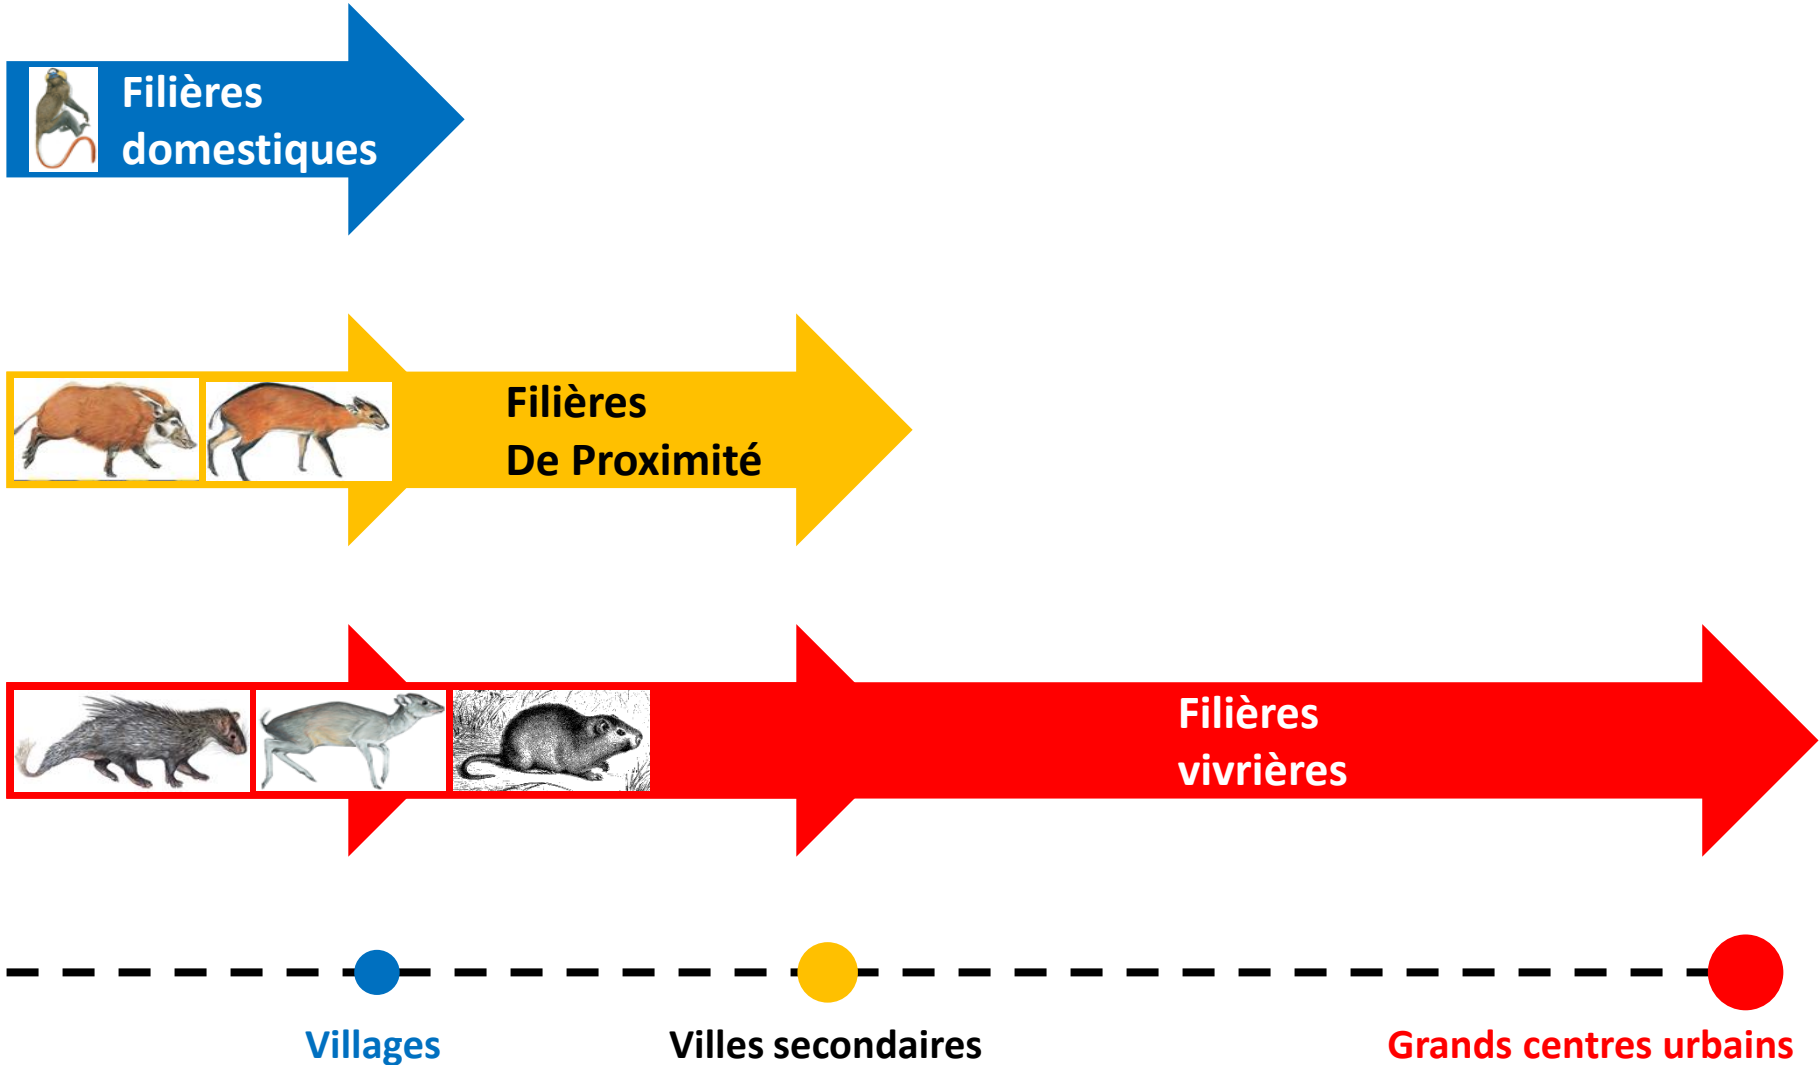 Filières
domestiques
Filières
De Proximité
Filières
vivrières
Villages
Villes secondaires
Grands centres urbains